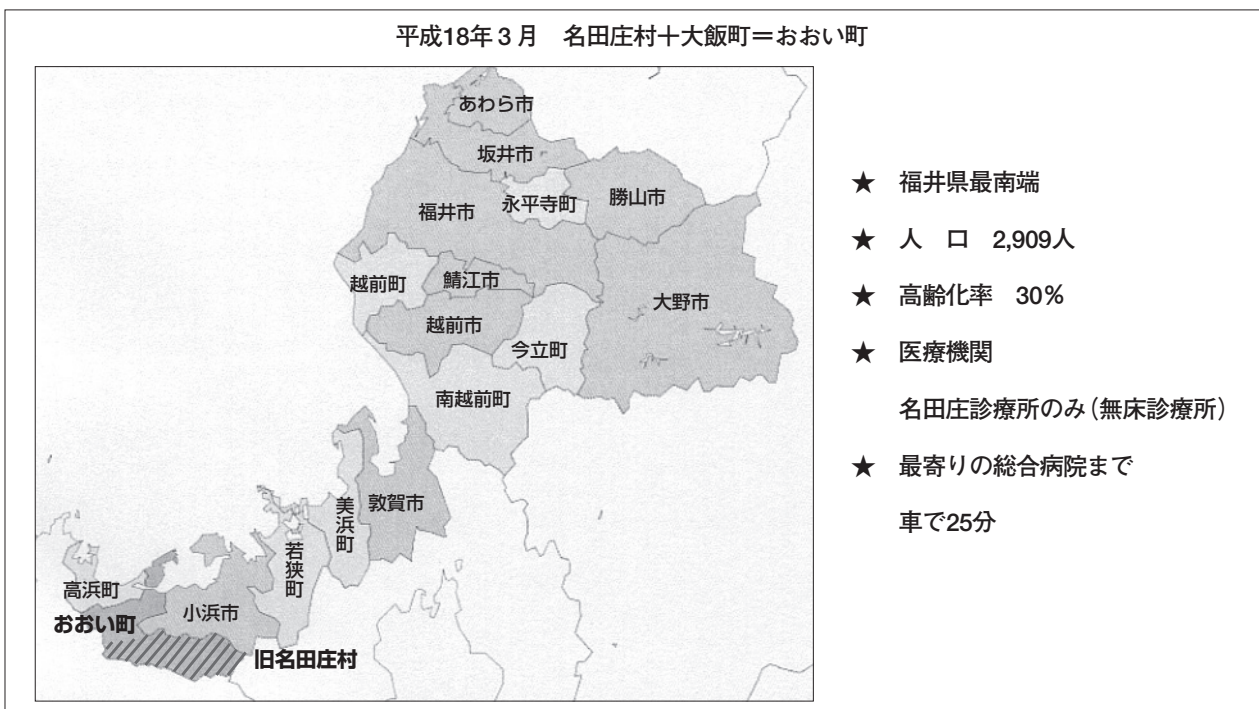 平成18年3月　名田庄村＋大飯町＝おおい町
あわら市
坂井市
永平寺町
勝山市
福井市
越前町
鯖江市
大野市
越前市
今立町
南越前町
敦賀市
美浜町
若狭町
高浜町
小浜市
おおい町
旧名田庄村
★　福井県最南端
★　人　口　2,909人
★　高齢化率　30％
★　医療機関
名田庄診療所のみ（無床診療所）
★　最寄りの総合病院まで
車で25分